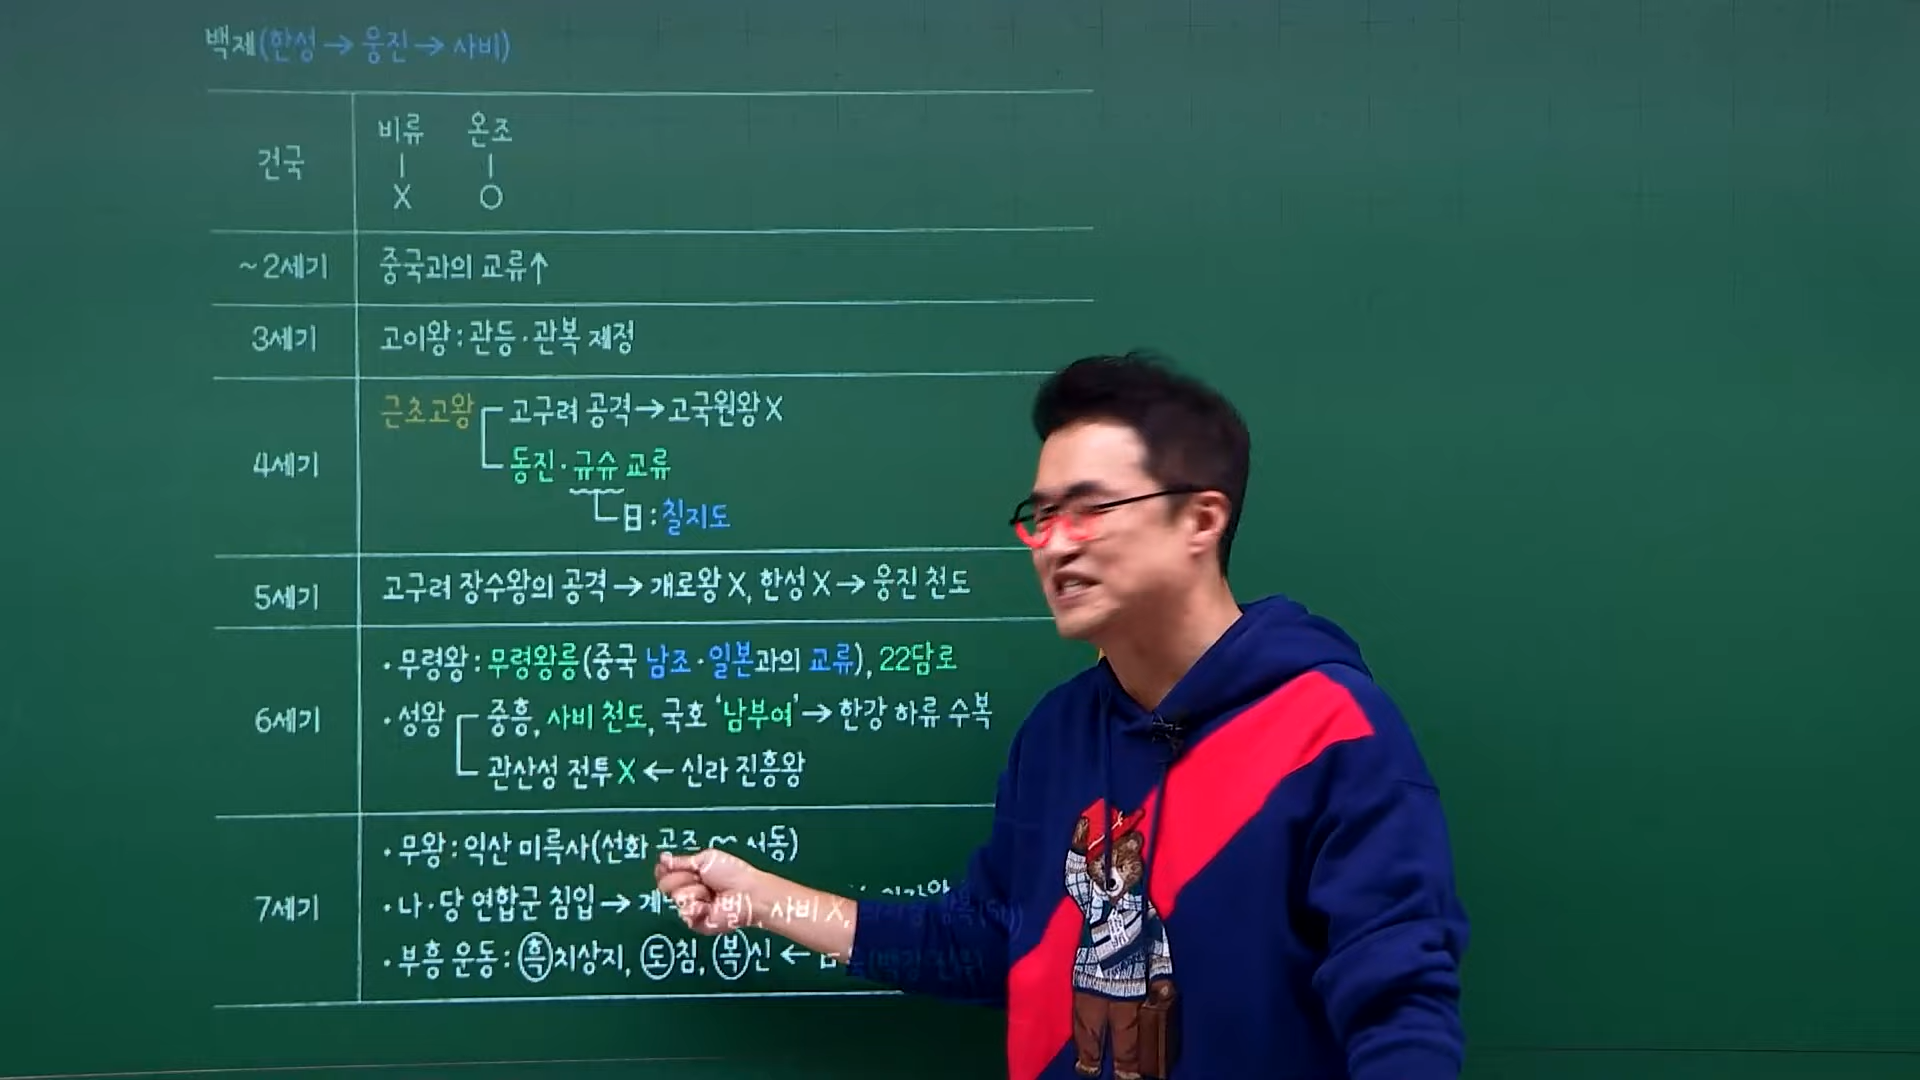 백제(한성→웅진→사비)
건국
비류 온조
| |
X O
~2세기 중국과의 교류↑
3세기 고이왕:관등·관복 제정
4세기
근초고왕 고구려 공격→고국원왕X
동진·규슈 교류
日:칠지도
5세기 고구려 장수왕의 공격→개로왕X, 한성X→웅진 천도
6세기
·무령왕:무령왕릉(중국 남조·일본과의 교류), 22담로
·성왕 중흥, 사비 천도, 국호 '남부여'→한강 하류 수복
관산성 전투X←신라 진흥왕
7세기
·무왕:익산 미륵사(선화 공주 서동)
·나·당 연합군 침입→ 사비X,
·부흥 운동:흑치상지, 도침, 복신←